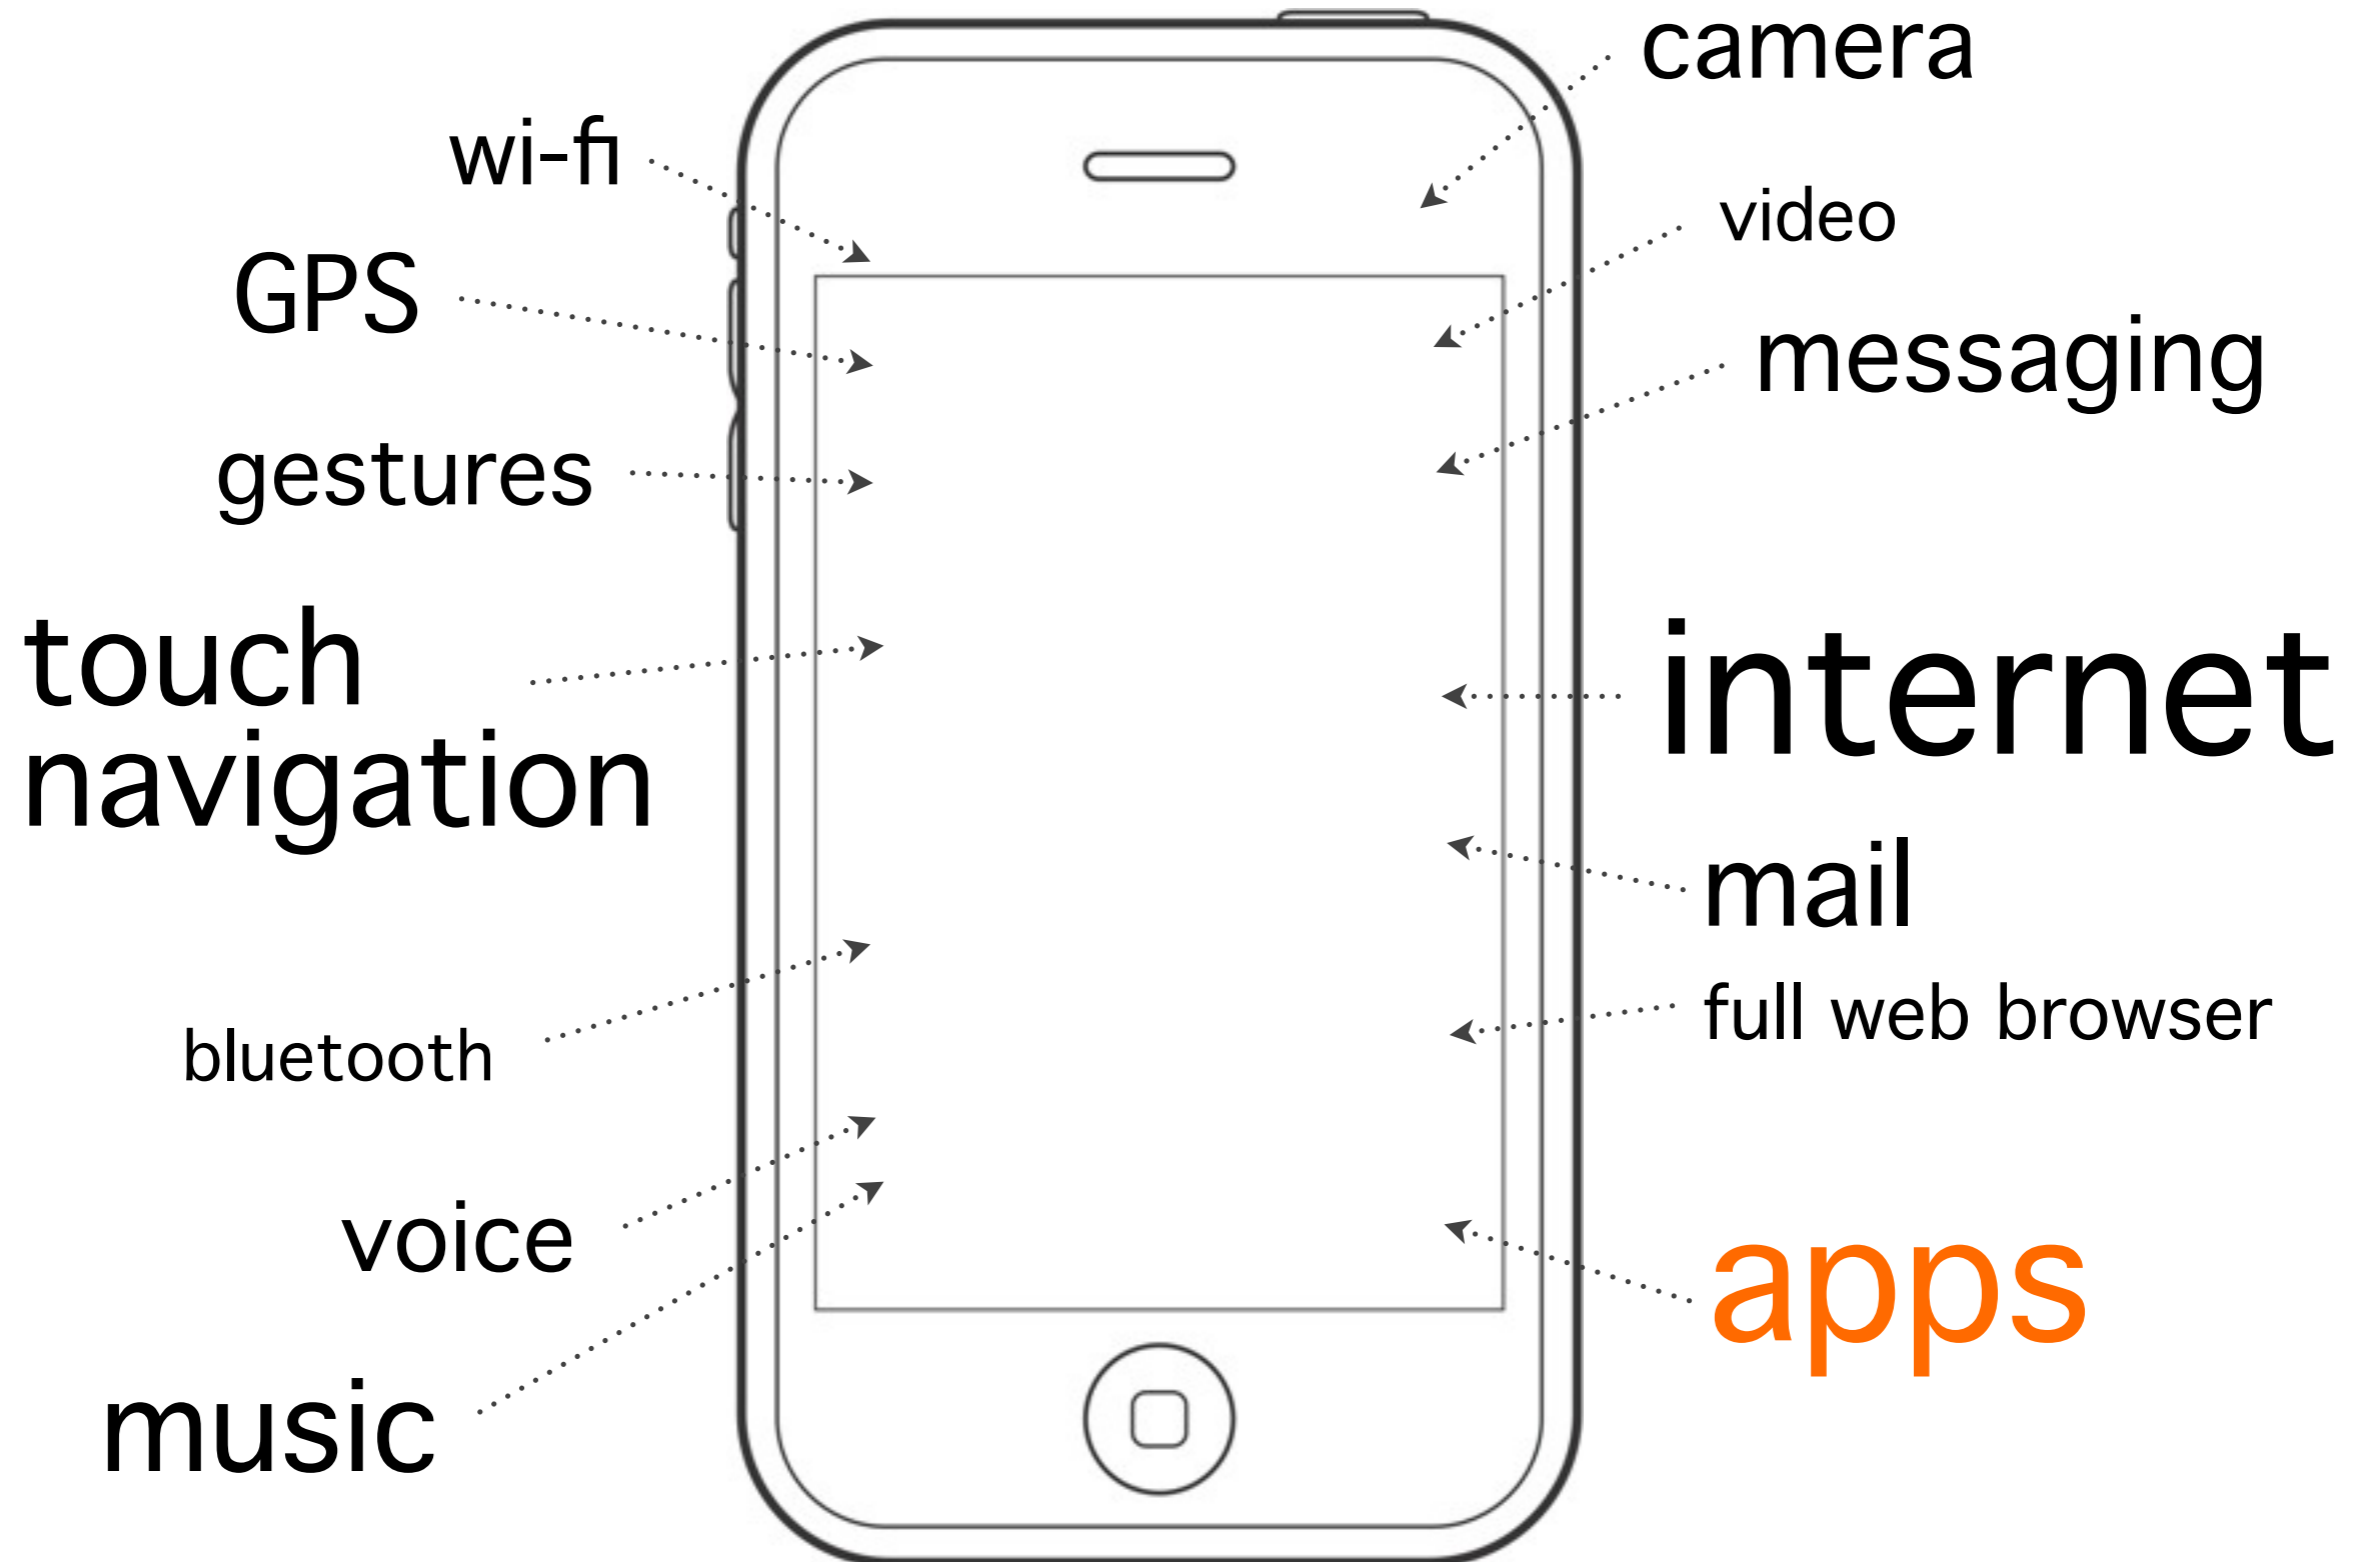 wi-fi
GPS
gestures
touch
navigation
bluetooth
voice
music
camera
video
messaging
internet
mail
full web browser
apps